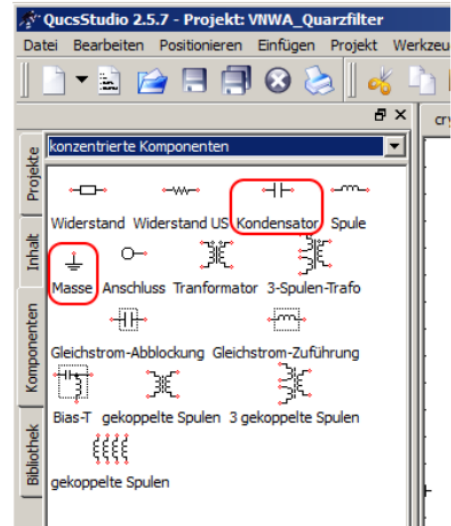 QucsStudio 2.5.7 - Projekt: VNWA_Quarzfilter
Datei Bearbeiten Positionieren Einfügen Projekt Werkzeu
cry
konzentrierte Komponenten
Projekte
Inhalt
Komponenten
Bibliothek
Widerstand Widerstand US Kondensator Spule
Masse Anschluss Tranformator 3-Spulen-Trafo
Gleichstrom-Abblockung Gleichstrom-Zuführung
Bias-T gekoppelte Spulen 3 gekoppelte Spulen
gekoppelte Spulen